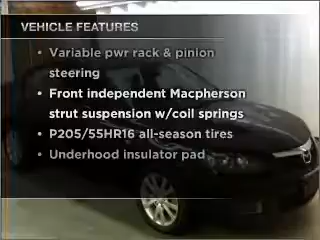 VEHICLE FEATURES
• Variable pwr rack & pinion
steering
• Front independent Macpherson
strut suspension w/coil springs
• P205/55HR16 all-season tires
• Underhood insulator pad